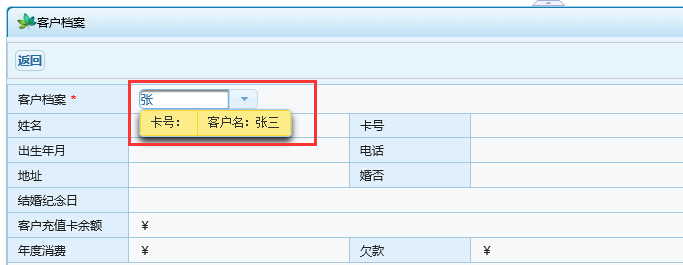 客户档案
返回
客户档案 * 张
卡号： 客户名：张三
姓名 卡号
出生年月 电话
地址 婚否
结婚纪念日
客户充值卡余额 ￥
年度消费 ￥ 欠款 ￥